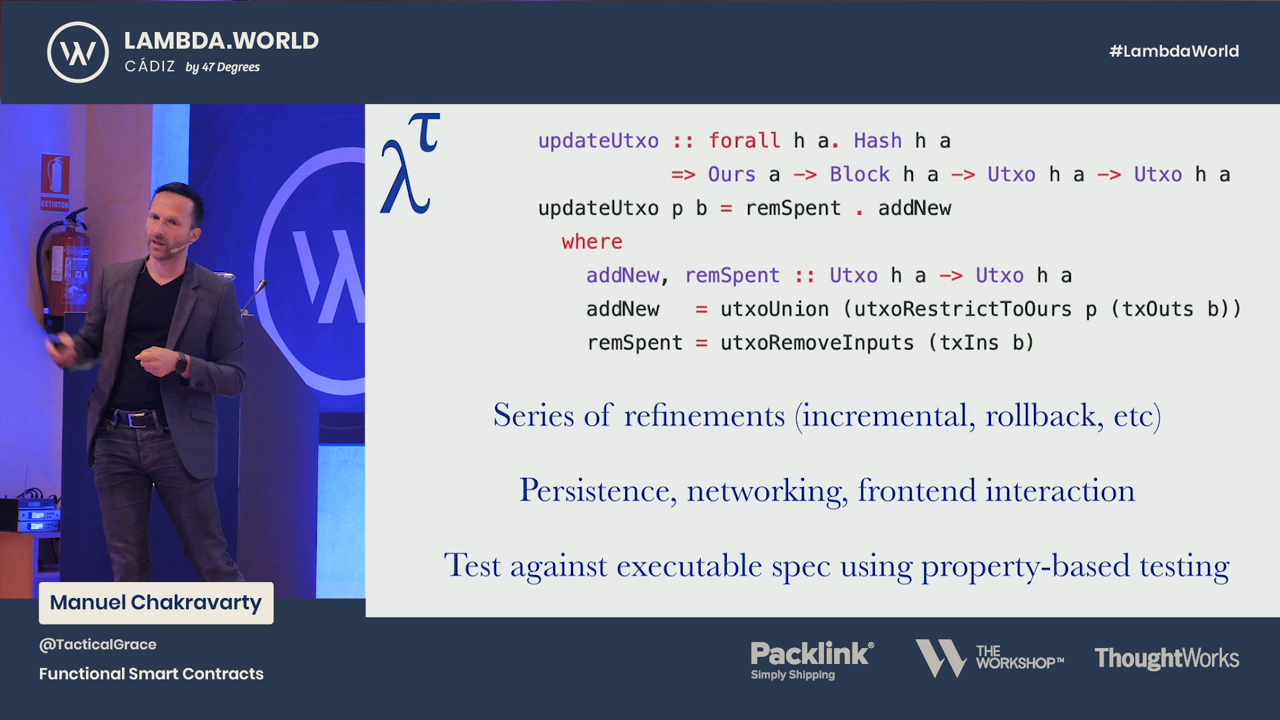 LAMBDA.WORLD
CÁDIZ by 47 Degrees
#LambdaWorld
EXTINTOR
λτ
updateUtxo :: forall h a. Hash h a
=> Ours a -> Block h a -> Utxo h a -> Utxo h a
updateUtxo p b = remSpent . addNew
where
addNew, remSpent :: Utxo h a -> Utxo h a
addNew = utxoUnion (utxoRestrictToOurs p (txOuts b))
remSpent = utxoRemoveInputs (txIns b)
Series of refinements (incremental, rollback, etc)
Persistence, networking, frontend interaction
Test against executable spec using property-based testing
Manuel Chakravarty
@TacticalGrace
Functional Smart Contracts
Packlink®
Simply Shipping
THE
WORKSHOP™
ThoughtWorks